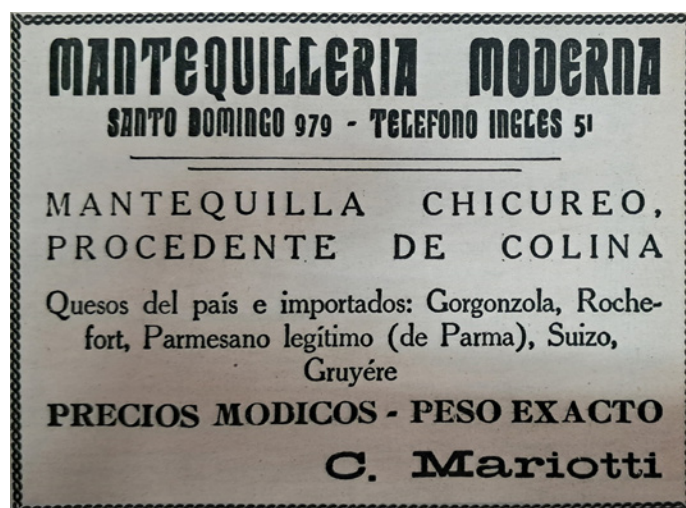 MANTEQUILLERIA MODERNA
SANTO DOMINGO 979 - TELEFONO INGLES 51
MANTEQUILLA CHICUREO,
PROCEDENTE DE COLINA
Quesos del país e importados: Gorgonzola, Roche-
fort, Parmesano legítimo (de Parma), Suizo,
Gruyére
PRECIOS MODICOS - PESO EXACTO
C. Mariotti